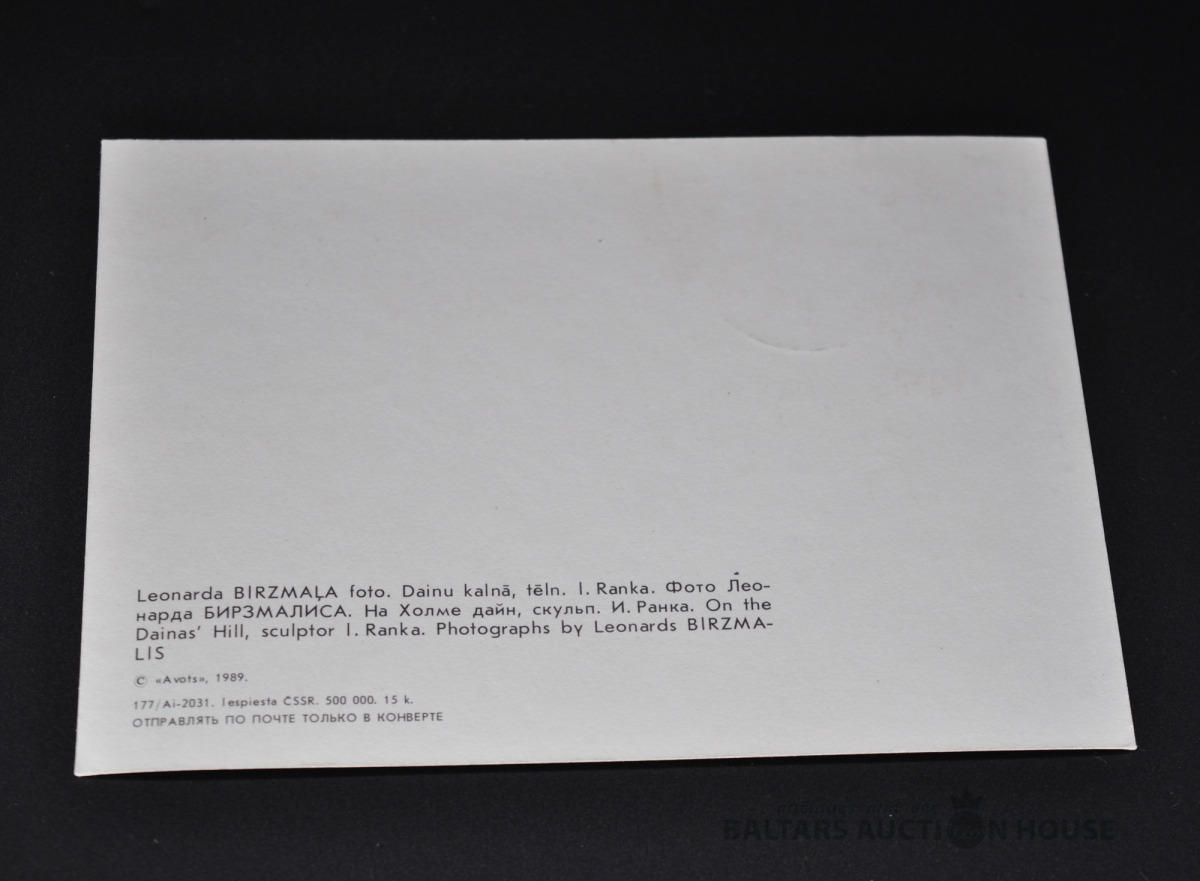 Leonarda BIRZMAĻA foto. Dainu kalnā, tēln. I. Ranka. Фото Лео-
нарда БИРЗМАЛИСА. На Холме дайн, скульп. И. Ранка. On the
Dainas' Hill, sculptor I. Ranka. Photographs by Leonards BIRZMA-
LIS
© «Avots», 1989.
177/Ai-2031. Iespiesta ČSSR. 500 000. 15 k.
ОТПРАВЛЯТЬ ПО ПОЧТЕ ТОЛЬКО В КОНВЕРТЕ
BALTARS AUCTION HOUSE